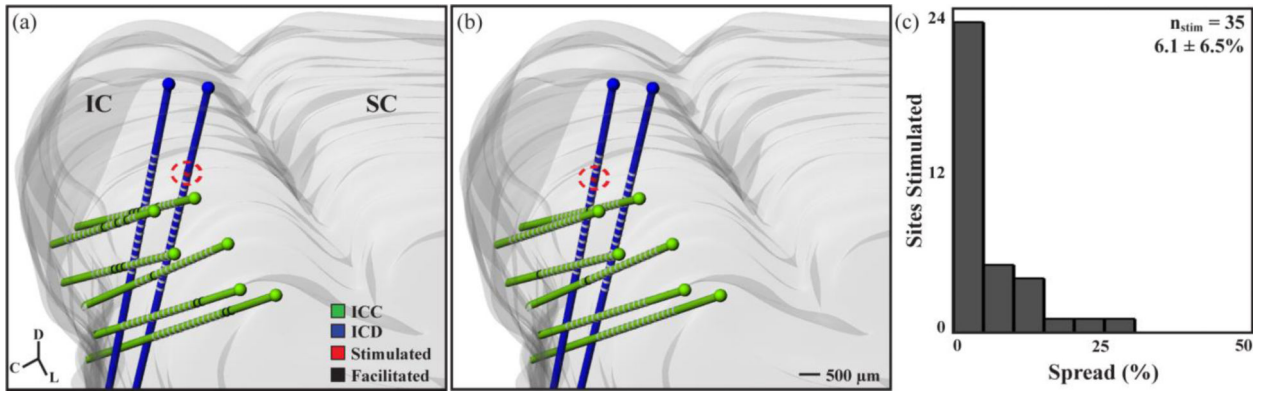 (a)
IC
SC
D
C
L
ICC
ICD
Stimulated
Facilitated
(b)
500 µm
(c)
24
12
0
Sites Stimulated
n_stim = 35
6.1 ± 6.5%
0
25
50
Spread (%)